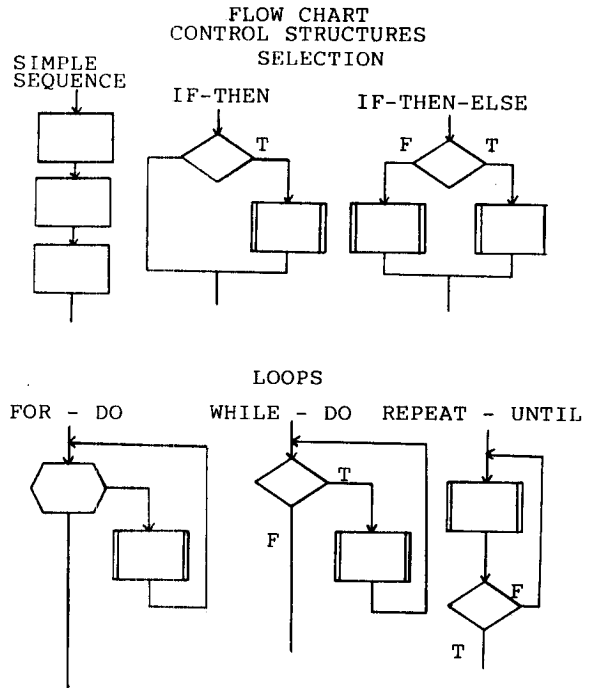 FLOW CHART
CONTROL STRUCTURES
SELECTION
SIMPLE
SEQUENCE
IF-THEN
T
IF-THEN-ELSE
F
T
LOOPS
FOR - DO
WHILE - DO
T
F
REPEAT - UNTIL
F
T